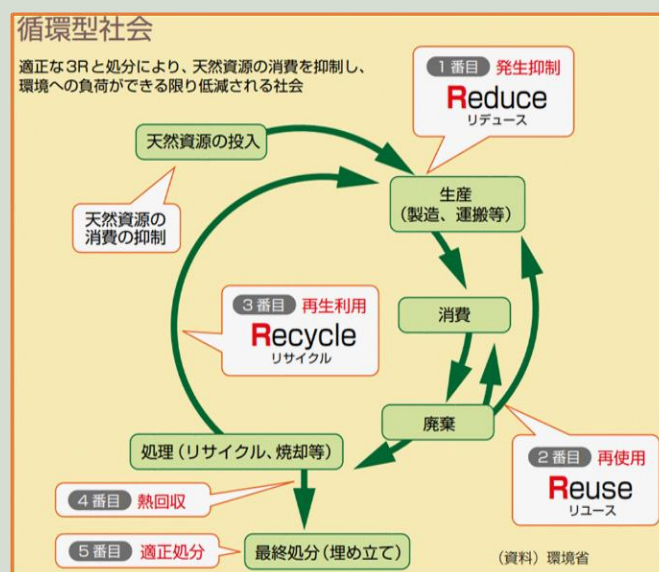 循環型社会
適正な3Rと処分により、天然資源の消費を抑制し、
環境への負荷ができる限り低減される社会
1番目 発生抑制
Reduce
リデュース
天然資源の投入
天然資源の
消費の抑制
生産
(製造、運搬等)
3番目 再生利用
Recycle
リサイクル
消費
廃棄
処理(リサイクル、焼却等)
2番目 再使用
Reuse
リユース
4番目 熱回収
5番目 適正処分
最終処分(埋め立て)
(資料)環境省